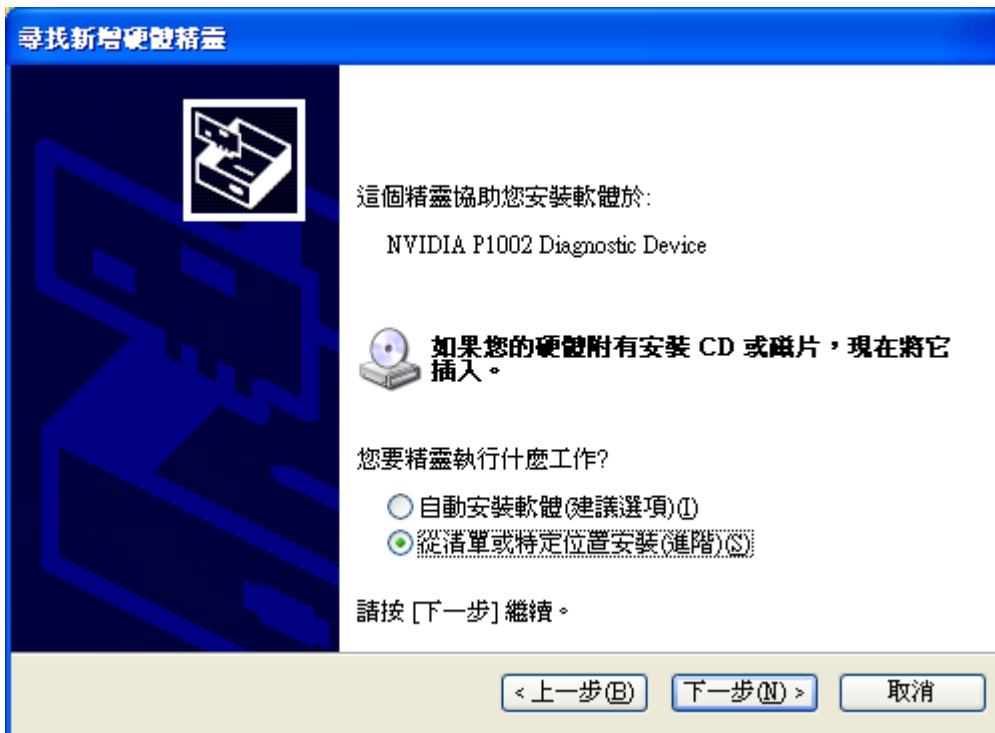 尋找新增硬體精靈
這個精靈協助您安裝軟體於:
NVIDIA P1002 Diagnostic Device
如果您的硬體附有安裝 CD 或磁片，現在將它
插入。
您要精靈執行什麼工作?
自動安裝軟體(建議選項)(I)
從清單或特定位置安裝(進階)(S)
請按 [下一步] 繼續。
< 上一步(B)
下一步(N) >
取消